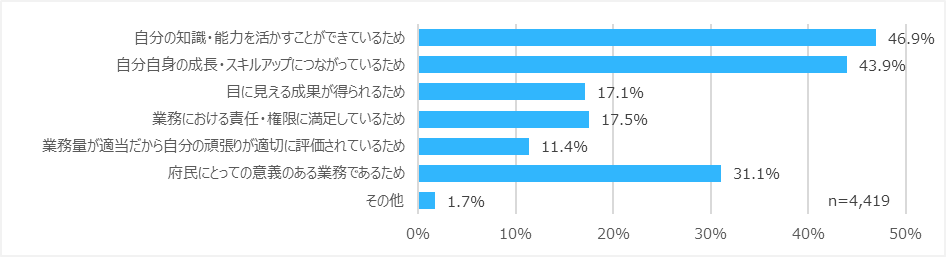 自分の知識・能力を活かすことができているため 46.9%
自分自身の成長・スキルアップにつながっているため 43.9%
目に見える成果が得られるため 17.1%
業務における責任・権限に満足しているため 17.5%
業務量が適当だから自分の頑張りが適切に評価されているため 11.4%
府民にとっての意義のある業務であるため 31.1%
その他 1.7% n=4,419
0% 10% 20% 30% 40% 50%